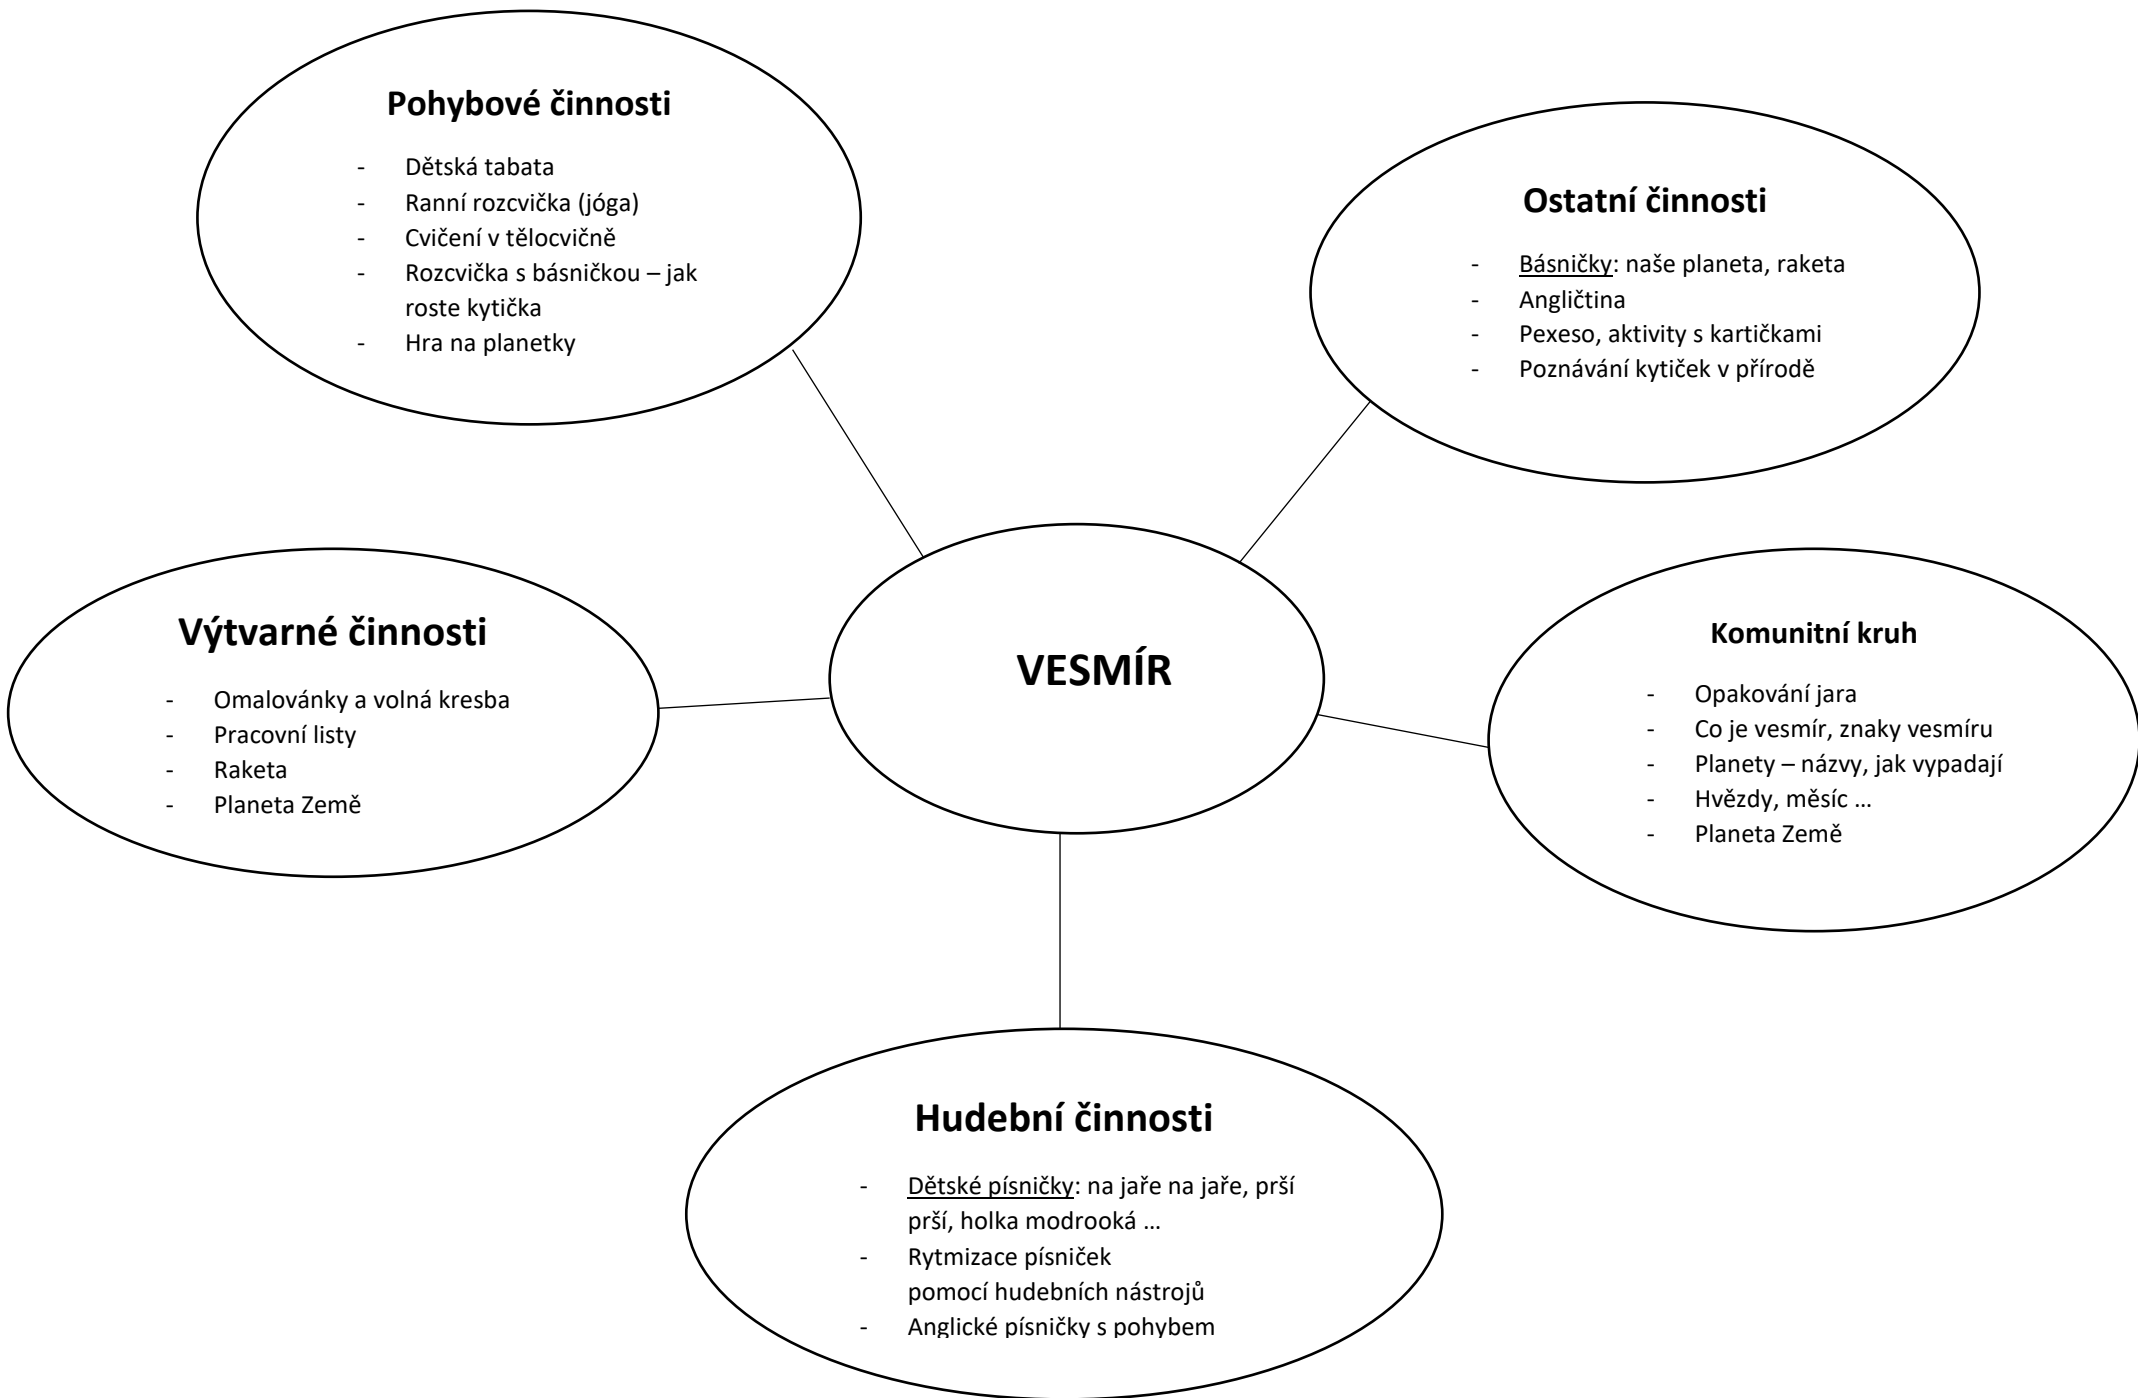 Pohybové činnosti
- Dětská tabata
- Ranní rozcvička (jóga)
- Cvičení v tělocvičně
- Rozcvička s básničkou – jak
roste kytička
- Hra na planetky
Ostatní činnosti
- Básničky: naše planeta, raketa
- Angličtina
- Pexeso, aktivity s kartičkami
- Poznávání kytiček v přírodě
Výtvarné činnosti
- Omalovánky a volná kresba
- Pracovní listy
- Raketa
- Planeta Země
VESMÍR
Komunitní kruh
- Opakování jara
- Co je vesmír, znaky vesmíru
- Planety – názvy, jak vypadají
- Hvězdy, měsíc …
- Planeta Země
Hudební činnosti
- Dětské písničky: na jaře na jaře, prší
prší, holka modrooká …
- Rytmizace písniček
pomocí hudebních nástrojů
- Anglické písničky s pohybem